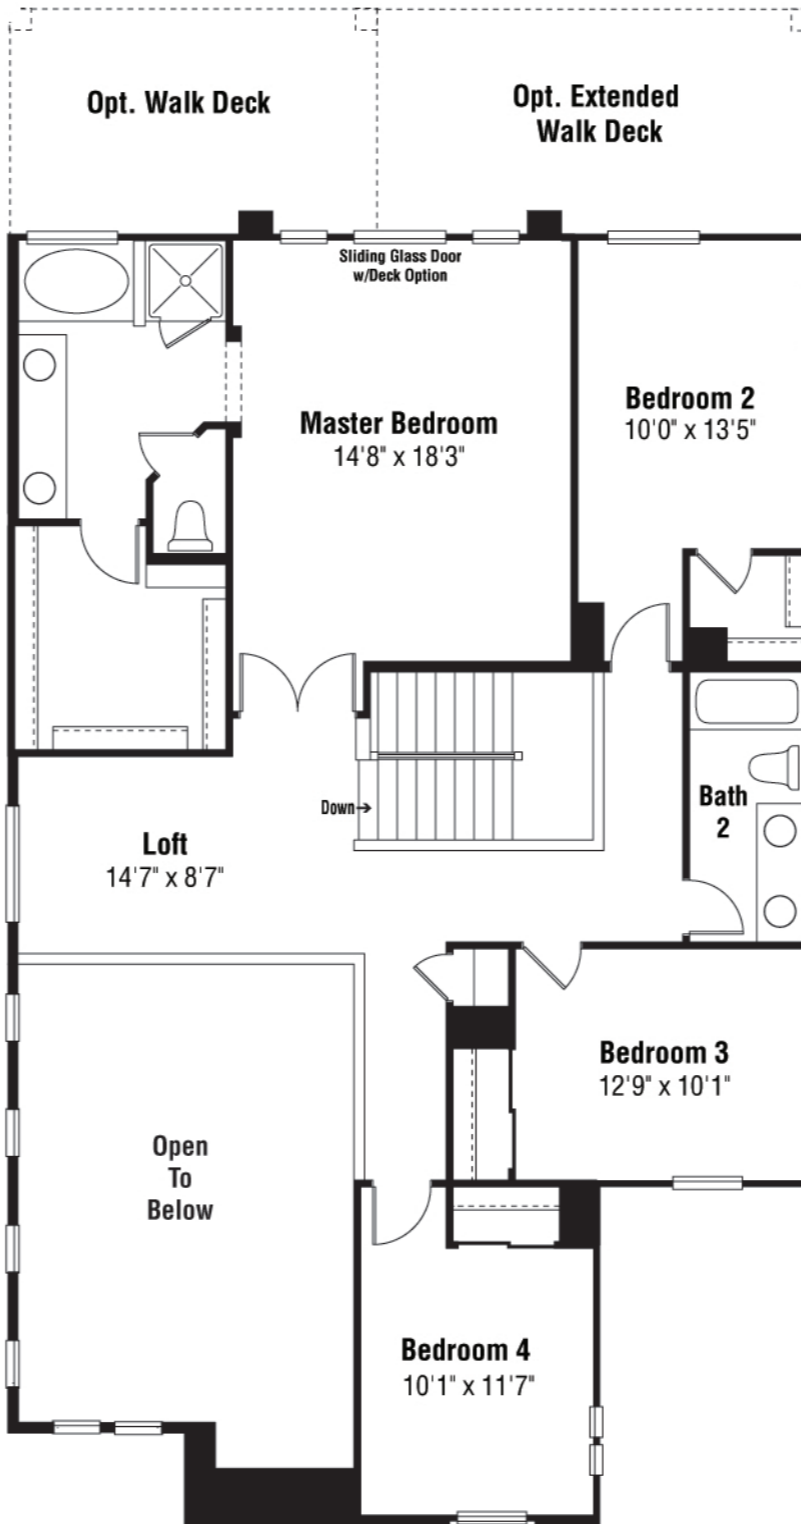 Opt. Walk Deck
Opt. Extended
Walk Deck
Sliding Glass Door
w/Deck Option
Master Bedroom
14'8" x 18'3"
Bedroom 2
10'0" x 13'5"
Down→
Bath
2
Loft
14'7" x 8'7"
Bedroom 3
12'9" x 10'1"
Open
To
Below
Bedroom 4
10'1" x 11'7"